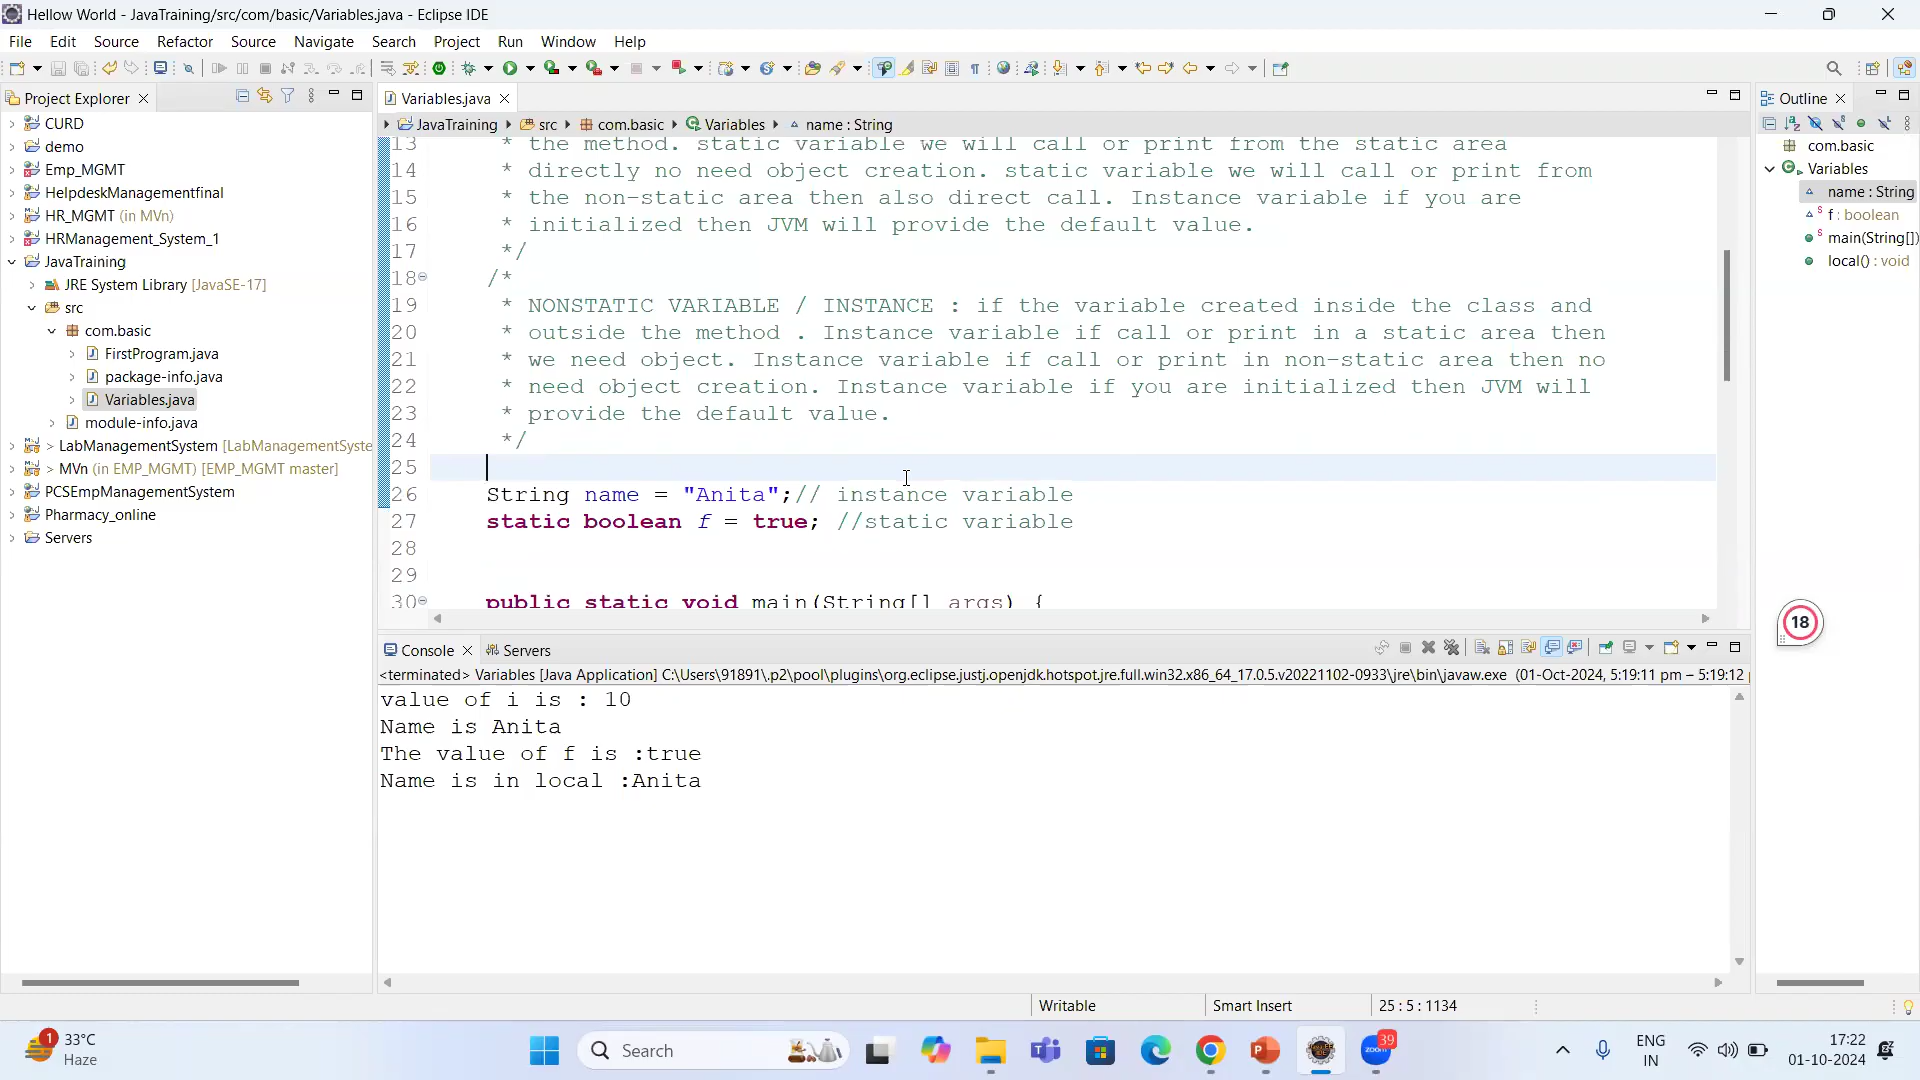 Hellow World - JavaTraining/src/com/basic/Variables.java - Eclipse IDE
File Edit Source Refactor Source Navigate Search Project Run Window Help
Project Explorer
CURD
demo
Emp_MGMT
HelpdeskManagementfinal
HR_MGMT (in MVn)
HRManagement_System_1
JavaTraining
JRE System Library [JavaSE-17]
src
com.basic
FirstProgram.java
package-info.java
Variables.java
module-info.java
> LabManagementSystem [LabManagementSyste
> MVn (in EMP_MGMT) [EMP_MGMT master]
PCSEmpManagementSystem
Pharmacy_online
Servers
Variables.java
JavaTraining src com.basic Variables name : String
13 * the method. static variable we will call or print from the static area
14 * directly no need object creation. static variable we will call or print from
15 * the non-static area then also direct call. Instance variable if you are
16 * initialized then JVM will provide the default value.
17 */
18 /*
19 * NONSTATIC VARIABLE / INSTANCE : if the variable created inside the class and
20 * outside the method . Instance variable if call or print in a static area then
21 * we need object. Instance variable if call or print in non-static area then no
22 * need object creation. Instance variable if you are initialized then JVM will
23 * provide the default value.
24 */
25
26 String name = "Anita";// instance variable
27 static boolean f = true; //static variable
28
29
30 public static void main(String[] args) {
Outline
com.basic
Variables
name : String
f : boolean
main(String[])
local() : void
18
Console Servers
<terminated> Variables [Java Application] C:\Users\91891\.p2\pool\plugins\org.eclipse.justj.openjdk.hotspot.jre.full.win32.x86_64_17.0.5.v20221102-0933\jre\bin\javaw.exe (01-Oct-2024, 5:19:11 pm – 5:19:12 p
value of i is : 10
Name is Anita
The value of f is :true
Name is in local :Anita
Writable Smart Insert 25 : 5 : 1134
1
33°C
Haze
Search
39
zoom
ENG
IN
17:22
01-10-2024